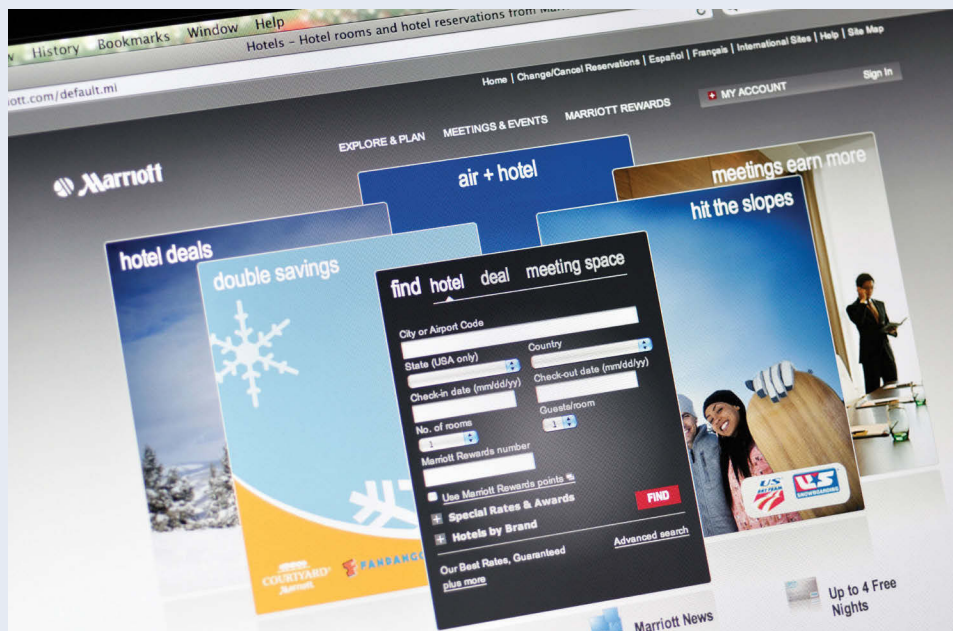 History Bookmarks Window Help
Hotels – Hotel rooms and hotel reservations from
iott.com/default.mi
Home | Change/Cancel Reservations | Español | Français | International Sites | Help | Site Map
MY ACCOUNT Sign In
EXPLORE & PLAN MEETINGS & EVENTS MARRIOTT REWARDS
Marriott
air + hotel
meetings earn more
hit the slopes
hotel deals
double savings
find hotel deal meeting space
City or Airport Code
State (USA only) Country
Check-in date (mm/dd/yy) Check-out date (mm/dd/yy)
No. of rooms Guests/room
1 1
Marriott Rewards number
Use Marriott Rewards points
Special Rates & Awards
FIND
Hotels by Brand
Our Best Rates, Guaranteed
plus more
Advanced search
COURTYARD
Marriott
FANDANGO
US
SKI TEAM
US
SNOWBOARDING
Marriott News
Up to 4 Free
Nights